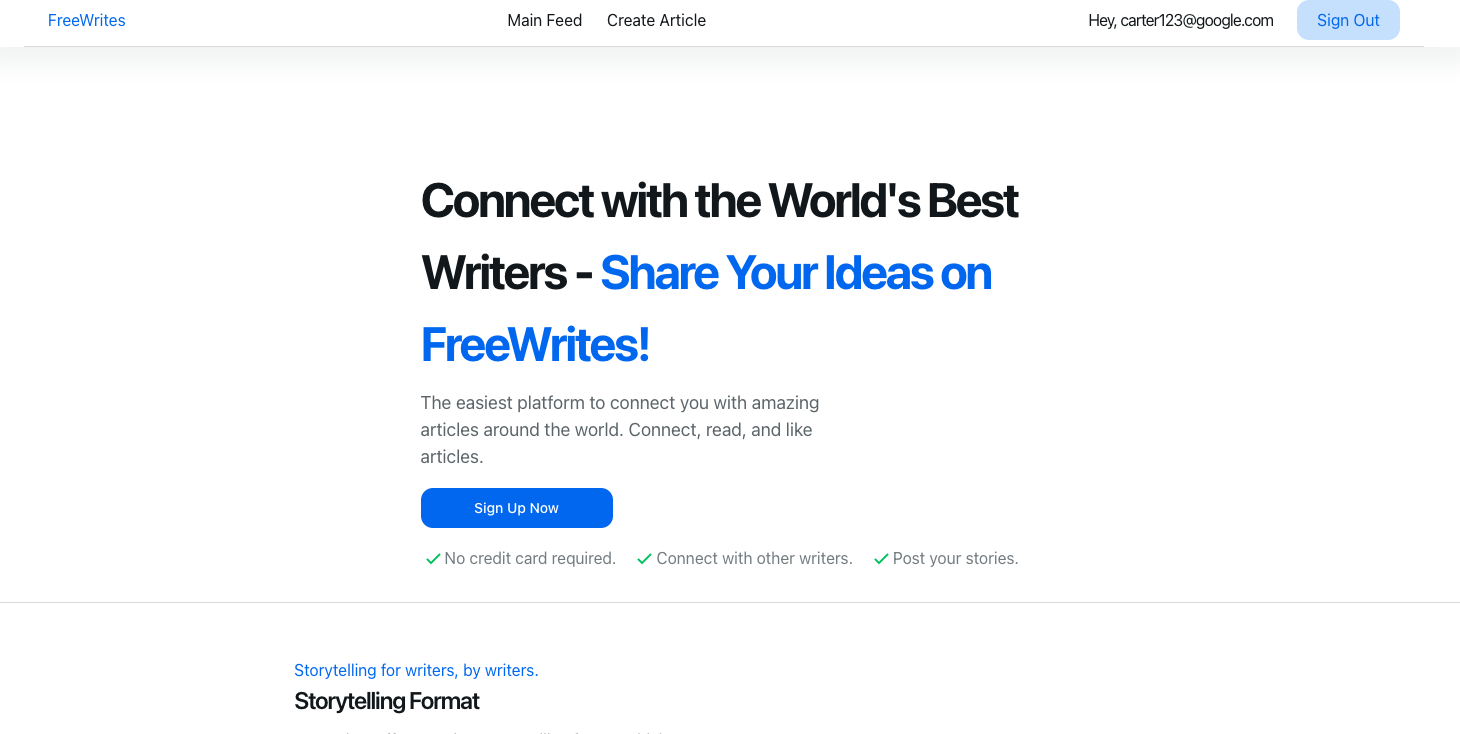 FreeWrites
Main Feed
Create Article
Hey, carter123@google.com
Sign Out
Connect with the World's Best
Writers - Share Your Ideas on
FreeWrites!
The easiest platform to connect you with amazing
articles around the world. Connect, read, and like
articles.
Sign Up Now
No credit card required.
Connect with other writers.
Post your stories.
Storytelling for writers, by writers.
Storytelling Format